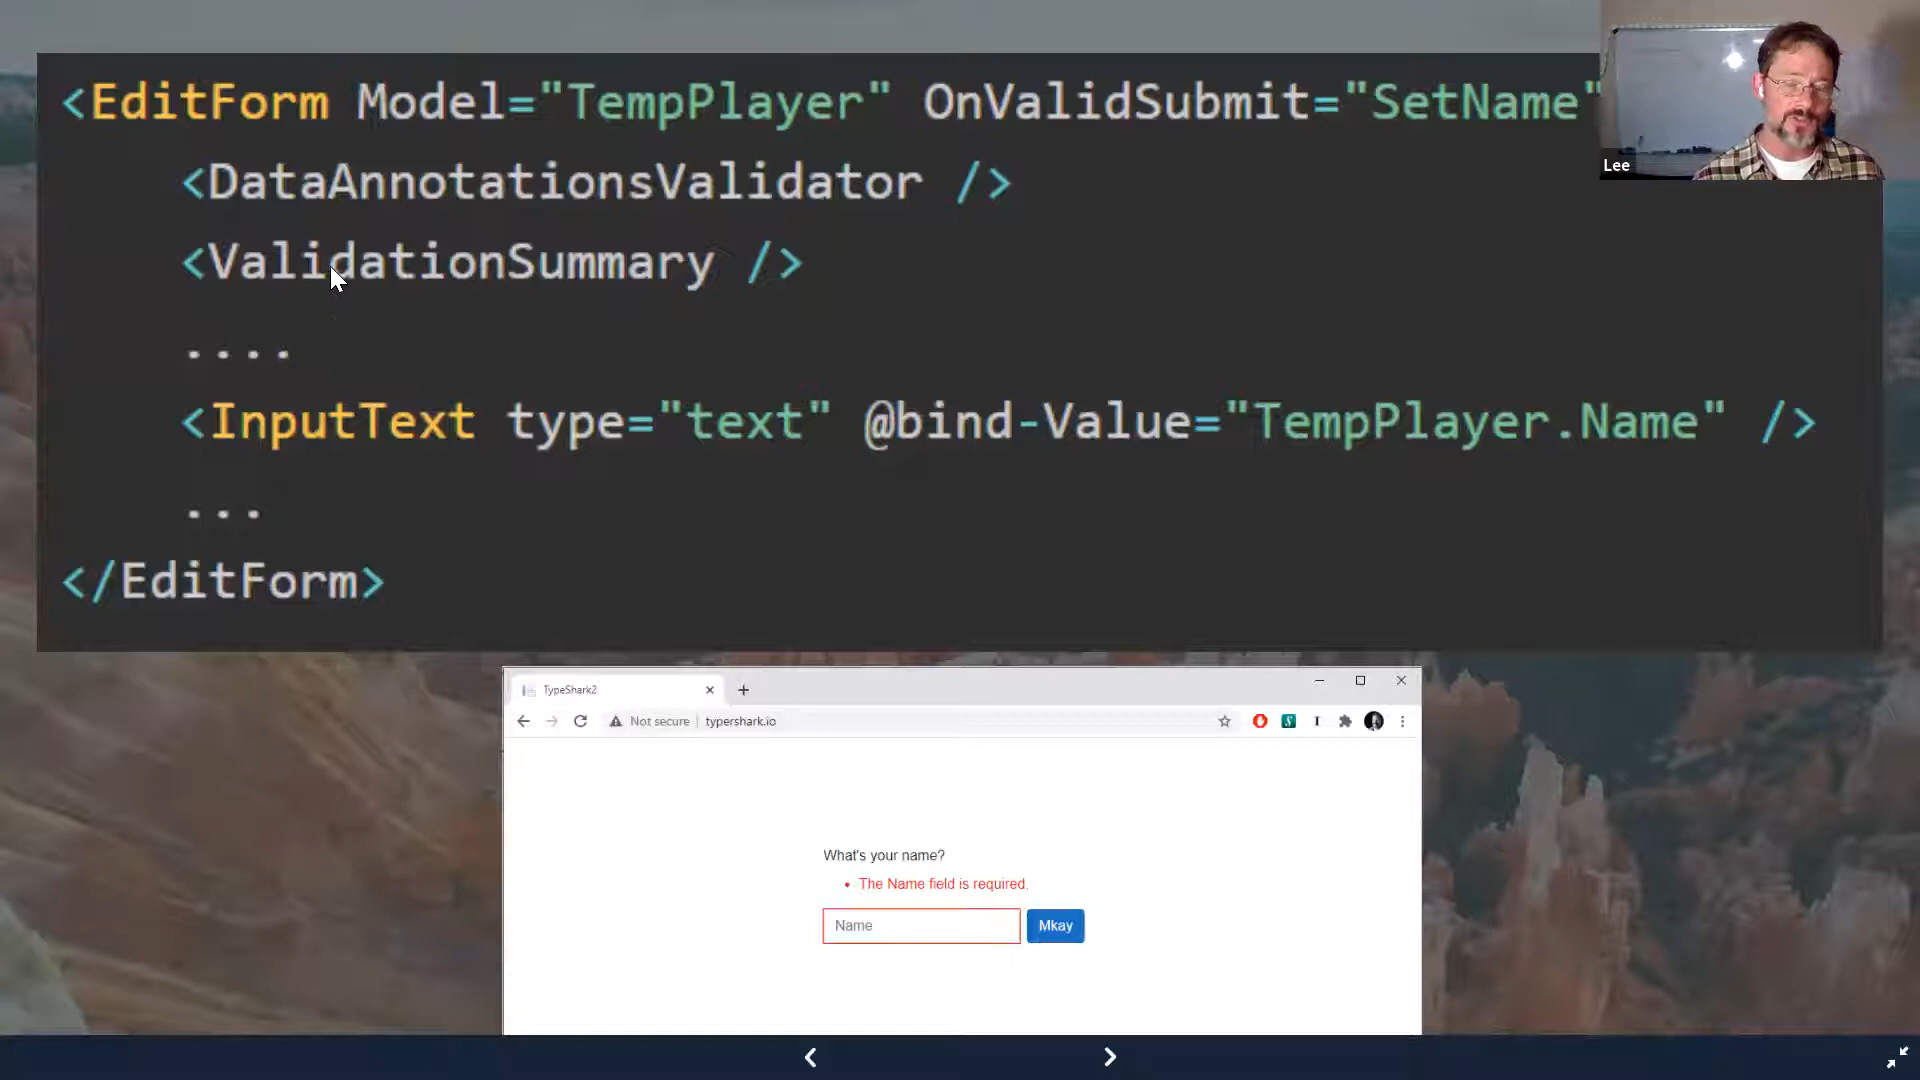 <EditForm Model="TempPlayer" OnValidSubmit="SetName"
Lee
<DataAnnotationsValidator />
<ValidationSummary />
....
<InputText type="text" @bind-Value="TempPlayer.Name" />
...
</EditForm>
TypeShark2
Not secure | typershark.io
What's your name?
• The Name field is required.
Name Mkay